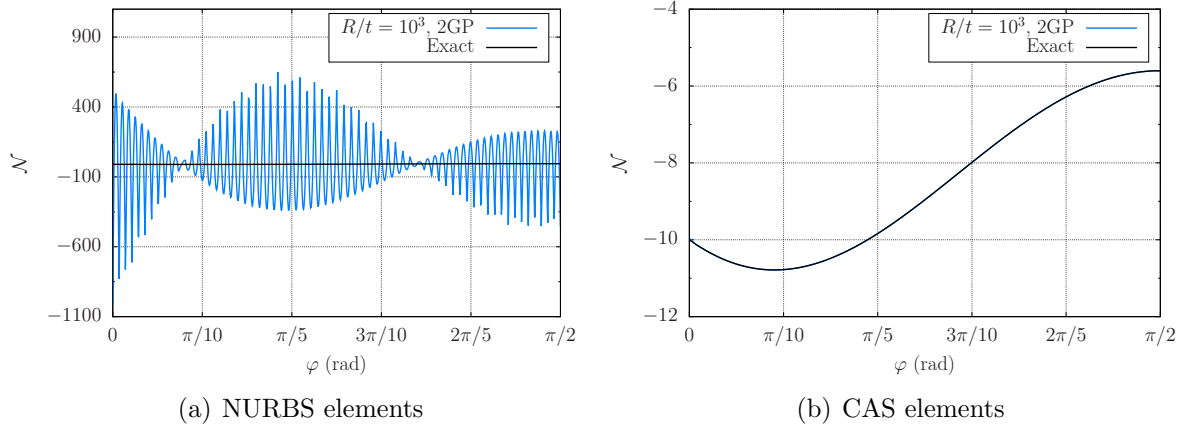 900
400
−100
−600
−1100
𝒩
R/t = 10³, 2GP
Exact
0
π/10
π/5
3π/10
2π/5
π/2
φ (rad)
(a) NURBS elements
−4
−6
−8
−10
−12
𝒩
R/t = 10³, 2GP
Exact
0
π/10
π/5
3π/10
2π/5
π/2
φ (rad)
(b) CAS elements